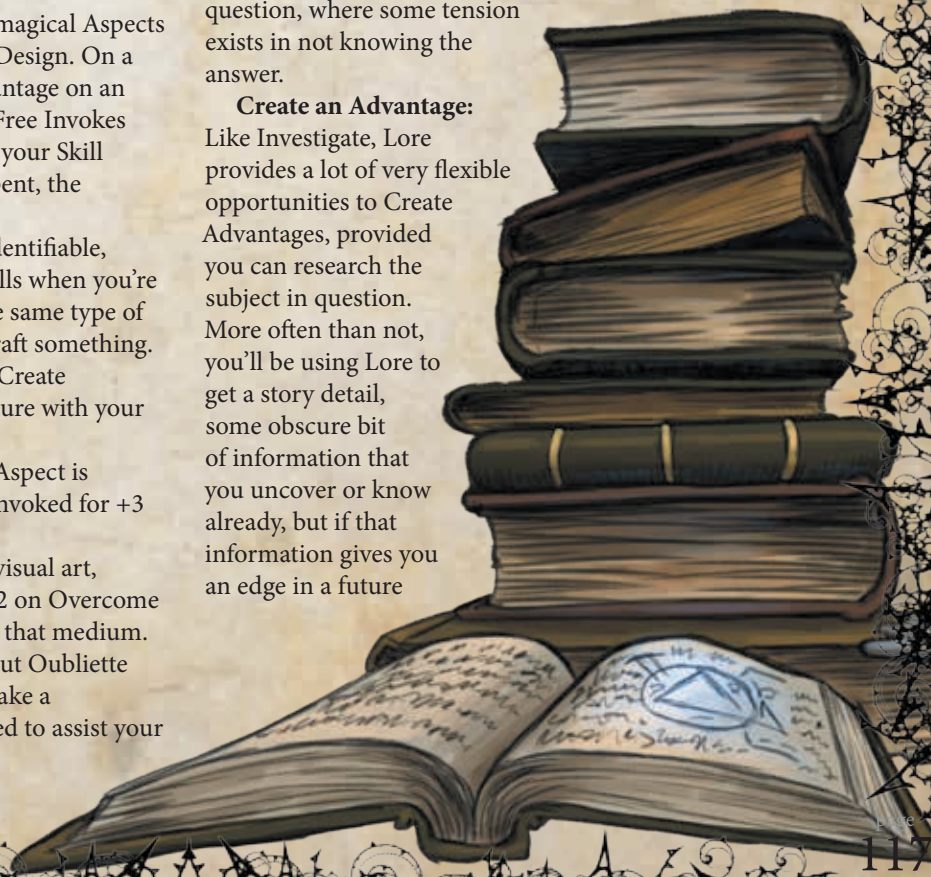 magical Aspects
Design. On a
antage on an
Free Invokes
your Skill
ent, the
dentifiable,
lls when you're
e same type of
raft something.
Create
ure with your
Aspect is
nvoked for +3
visual art,
2 on Overcome
that medium.
ut Oubliette
ake a
ed to assist your
question, where some tension
exists in not knowing the
answer.
Create an Advantage:
Like Investigate, Lore
provides a lot of very flexible
opportunities to Create
Advantages, provided
you can research the
subject in question.
More often than not,
you'll be using Lore to
get a story detail,
some obscure bit
of information that
you uncover or know
already, but if that
information gives you
an edge in a future
page
117